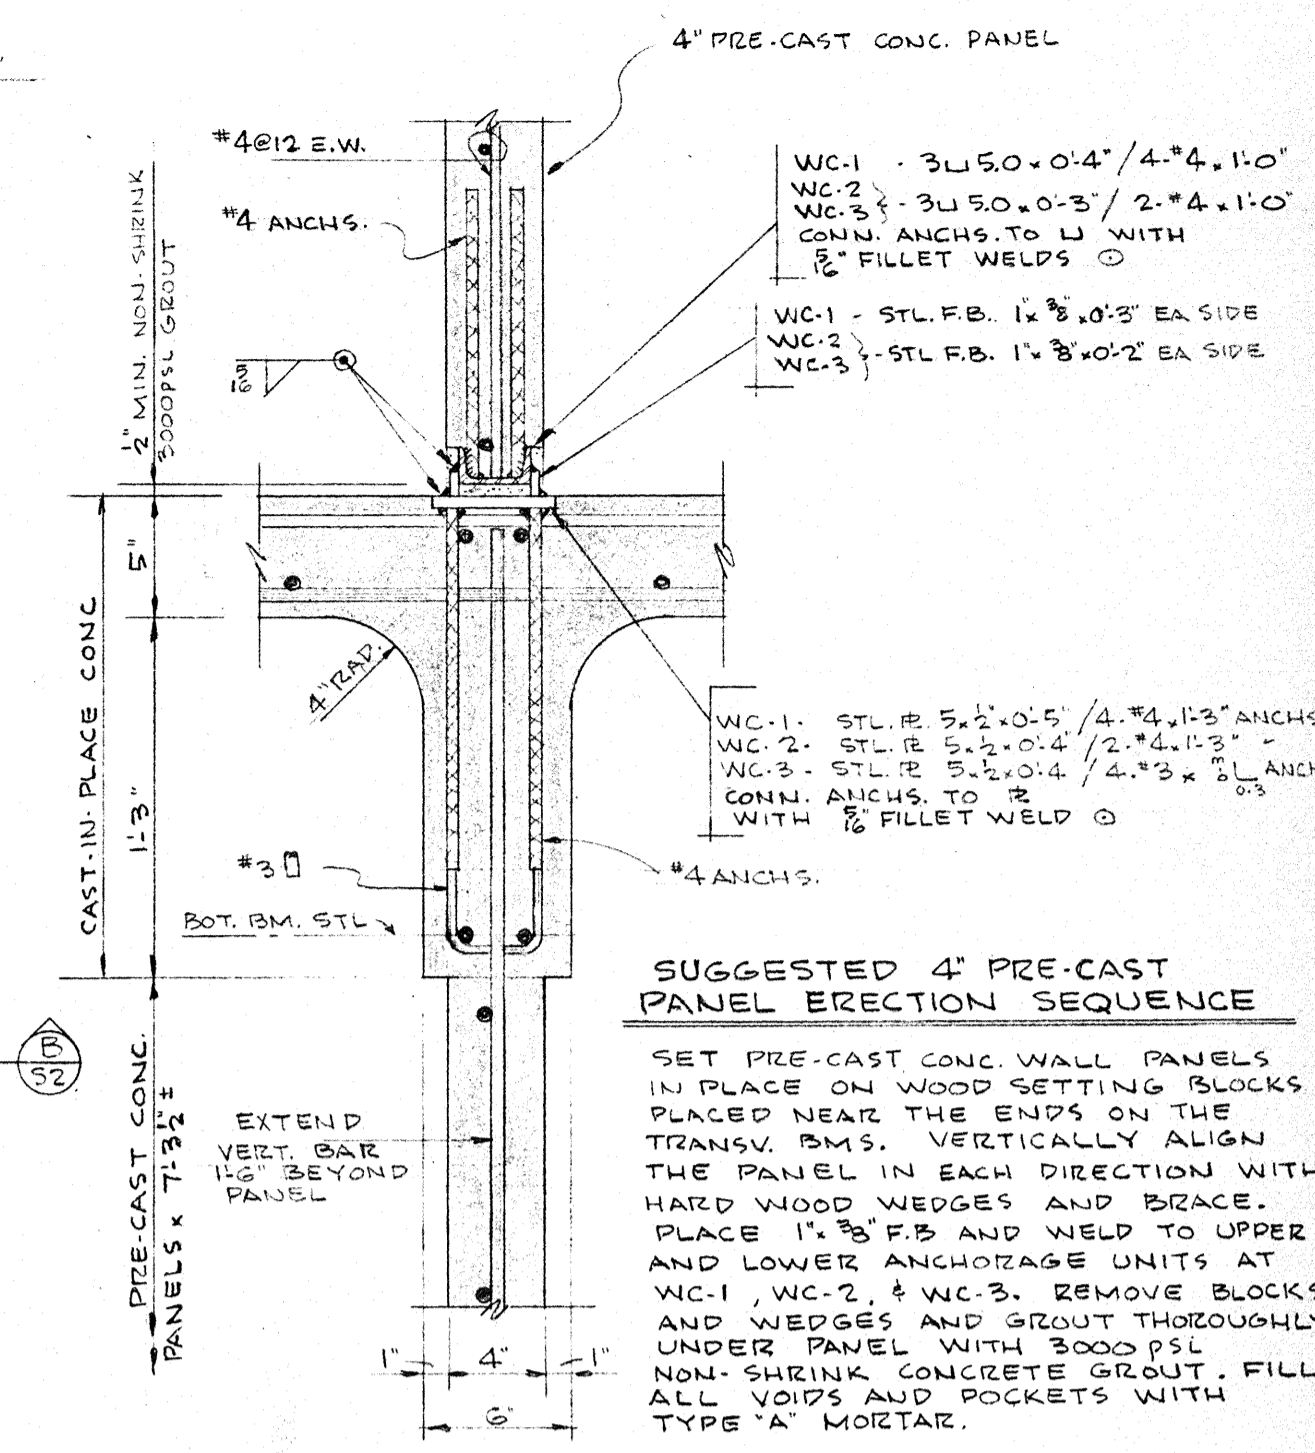 4" PRE-CAST CONC. PANEL
#4@12 E.W.
#4 ANCHS.
WC-1 - 3⊔5.0 x 0'-4" / 4-#4 x 1'-0"
WC-2
WC-3 } - 3⊔5.0 x 0'-3" / 2-#4 x 1'-0"
CONN. ANCHS. TO ⊔ WITH
5/16" FILLET WELDS ⊙
WC-1 - STL. F.B. 1" x 3/8" x 0'-3" EA SIDE
WC-2
WC-3 } - STL F.B. 1" x 3/8" x 0'-2" EA SIDE
1/2" MIN. NON-SHRINK
3000PSI GROUT
5/16
5"
4" RAD.
CAST-IN-PLACE CONC
1'-3"
WC-1 - STL. PL 5 x 1/2" x 0'-5" / 4-#4 x 1'-3" ANCHS
WC-2 - STL. PL 5 x 1/2 x 0'-4 / 2-#4 x 1'-3" "
WC-3 - STL. PL 5 x 1/2 x 0'-4 / 4-#3 x L ANCH
0.3
CONN. ANCHS. TO PL
WITH 5/16" FILLET WELD ⊙
#3
#4 ANCHS.
BOT. BM. STL
SUGGESTED 4" PRE-CAST
PANEL ERECTION SEQUENCE
B
S2
PRE-CAST CONC.
PANELS x 7'-3 1/2" ±
EXTEND
VERT. BAR
1'-6" BEYOND
PANEL
SET PRE-CAST CONC. WALL PANELS
IN PLACE ON WOOD SETTING BLOCKS
PLACED NEAR THE ENDS ON THE
TRANSV. BMS. VERTICALLY ALIGN
THE PANEL IN EACH DIRECTION WITH
HARD WOOD WEDGES AND BRACE.
PLACE 1" x 3/8" F.B AND WELD TO UPPER
AND LOWER ANCHORAGE UNITS AT
WC-1, WC-2, & WC-3. REMOVE BLOCKS
AND WEDGES AND GROUT THOROUGHLY
UNDER PANEL WITH 3000 PSI
NON-SHRINK CONCRETE GROUT. FILL
ALL VOIDS AND POCKETS WITH
TYPE "A" MORTAR.
1" 4" 1"
6"